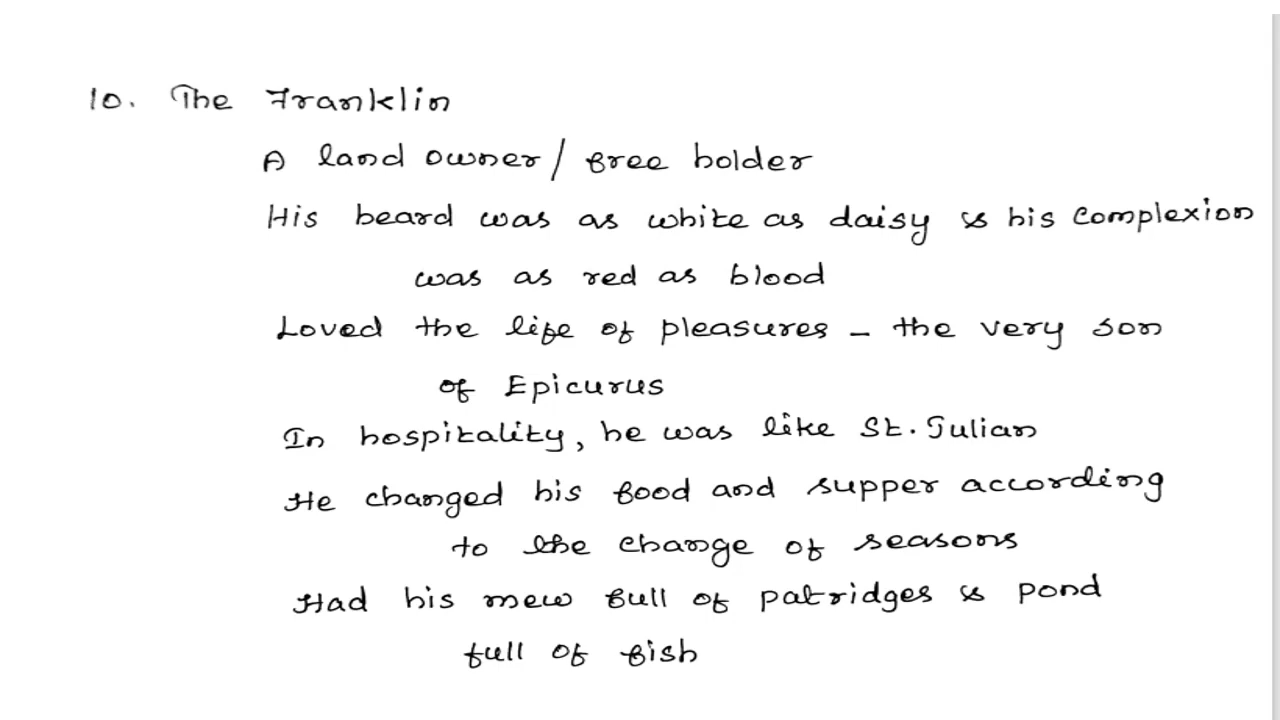 10. The Franklin
A land owner/ free holder
His beard was as white as daisy & his complexion
was as red as blood
Loved the life of pleasures - the very son
of Epicurus
In hospitality, he was like St. Julian
He changed his food and supper according
to the change of seasons
Had his mew full of patridges & pond
full of fish